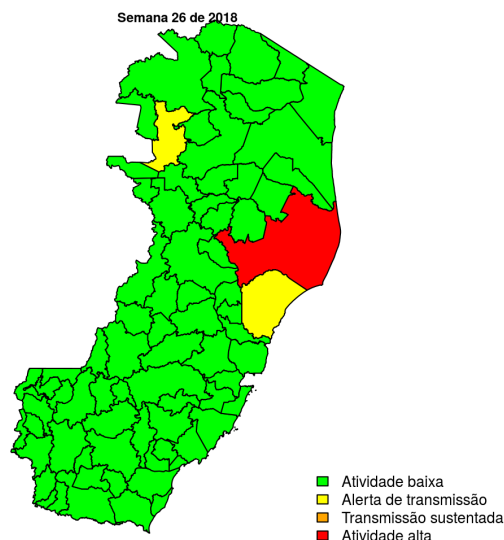 Semana 26 de 2018
Atividade baixa
Alerta de transmissão
Transmissão sustentada
Atividade alta